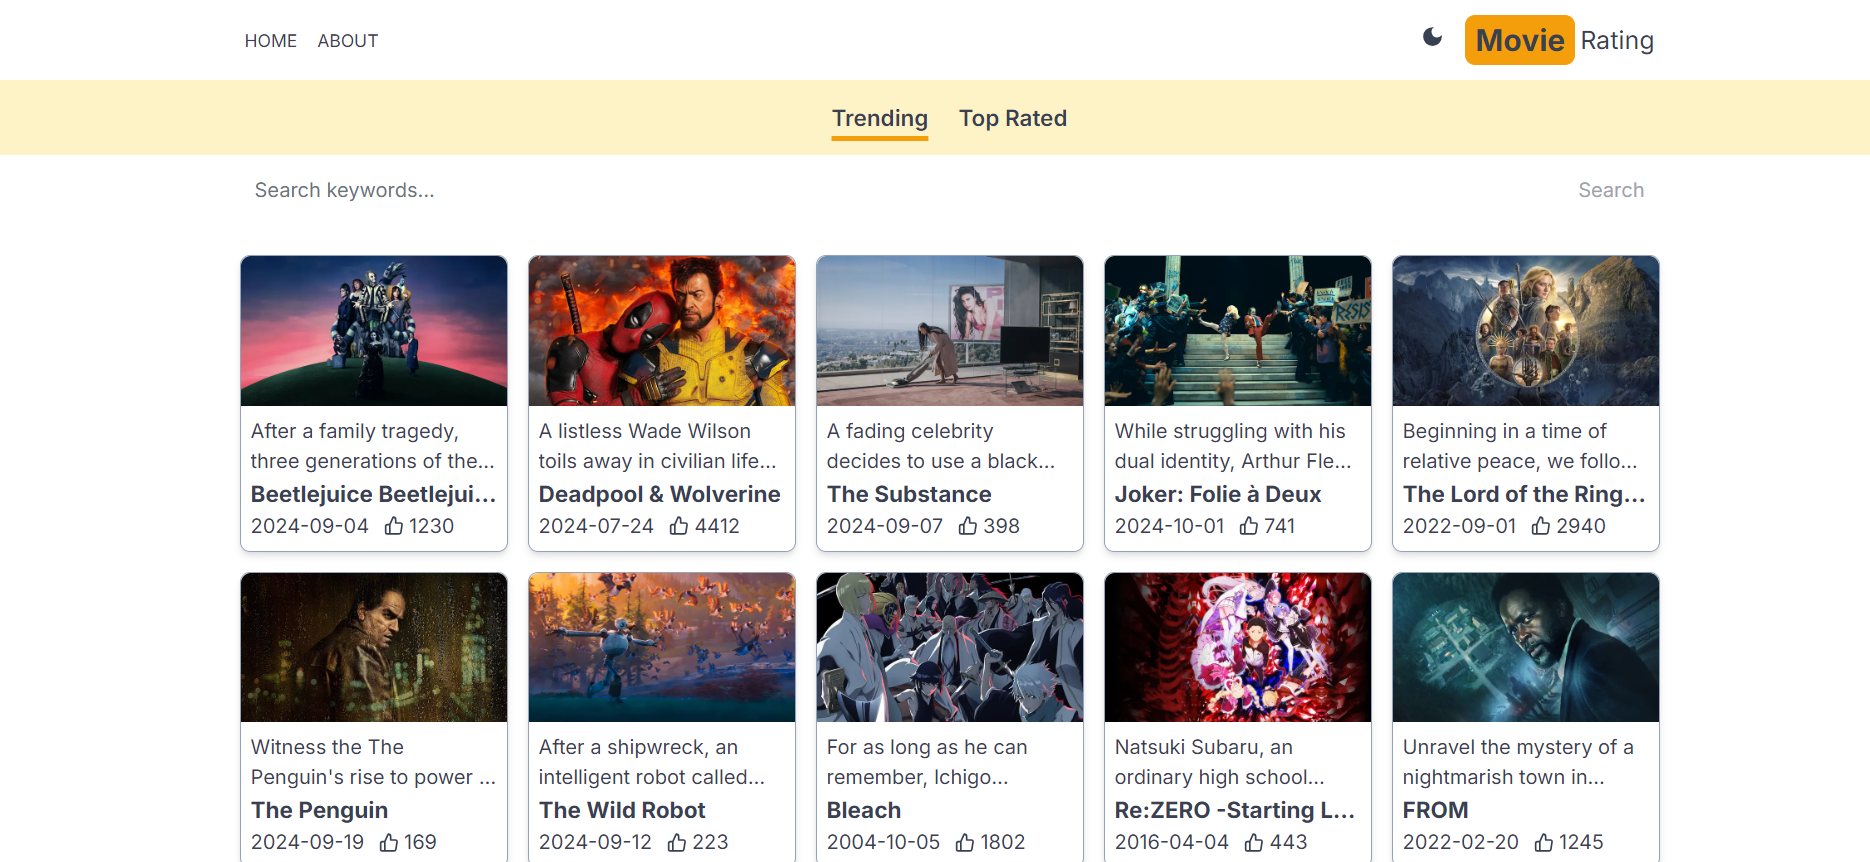 HOME ABOUT Movie Rating
Trending Top Rated
Search keywords... Search
RESIS
After a family tragedy,
three generations of the...
Beetlejuice Beetlejui...
2024-09-04 1230
A listless Wade Wilson
toils away in civilian life...
Deadpool & Wolverine
2024-07-24 4412
A fading celebrity
decides to use a black...
The Substance
2024-09-07 398
While struggling with his
dual identity, Arthur Fle...
Joker: Folie à Deux
2024-10-01 741
Beginning in a time of
relative peace, we follo...
The Lord of the Ring...
2022-09-01 2940
Witness the The
Penguin's rise to power ...
The Penguin
2024-09-19 169
After a shipwreck, an
intelligent robot called...
The Wild Robot
2024-09-12 223
For as long as he can
remember, Ichigo...
Bleach
2004-10-05 1802
Natsuki Subaru, an
ordinary high school...
Re:ZERO -Starting L...
2016-04-04 443
Unravel the mystery of a
nightmarish town in...
FROM
2022-02-20 1245